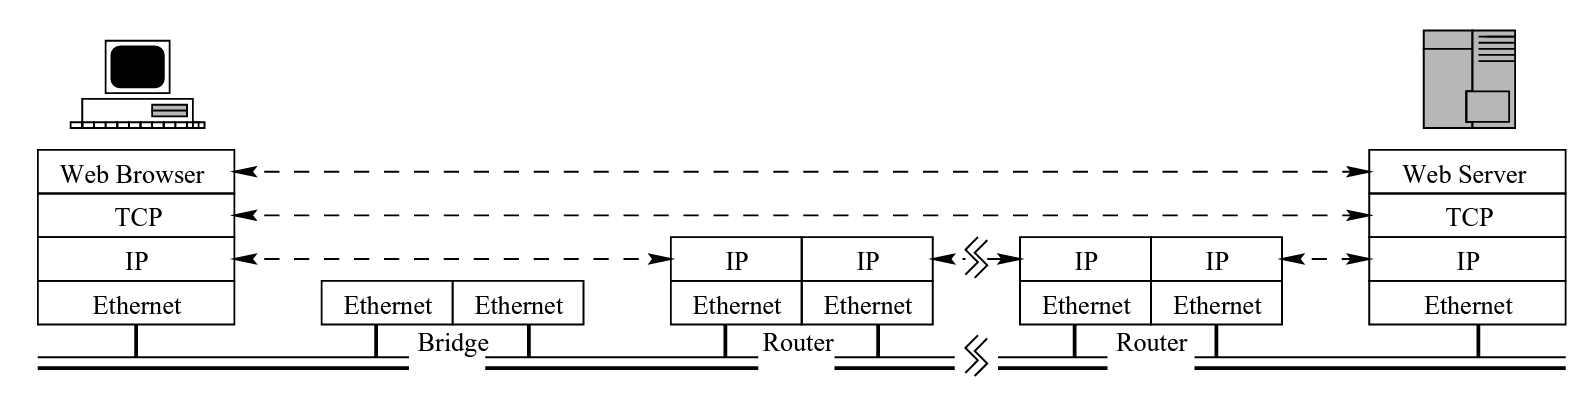 Web Browser
Web Server
TCP
TCP
IP
IP
IP
IP
IP
IP
Ethernet
Ethernet
Ethernet
Ethernet
Ethernet
Ethernet
Ethernet
Ethernet
Bridge
Router
Router